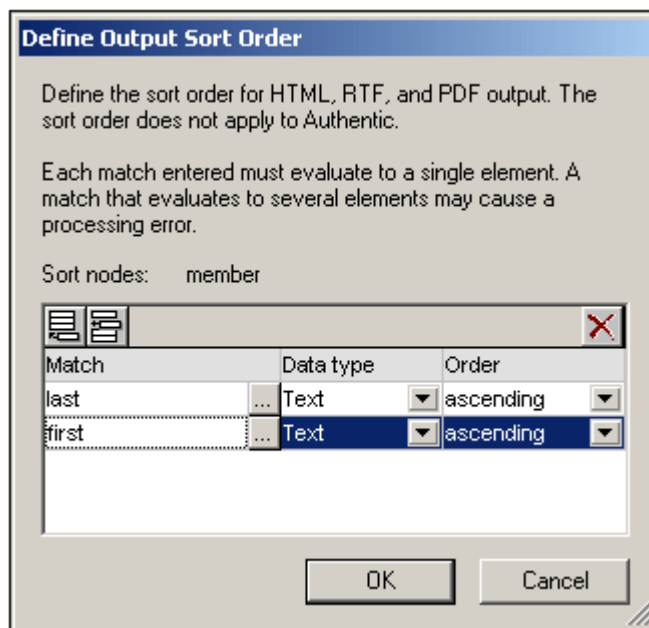 Define Output Sort Order
Define the sort order for HTML, RTF, and PDF output. The
sort order does not apply to Authentic.
Each match entered must evaluate to a single element. A
match that evaluates to several elements may cause a
processing error.
Sort nodes: member
Match Data type Order
last ... Text ascending
first ... Text ascending
OK Cancel